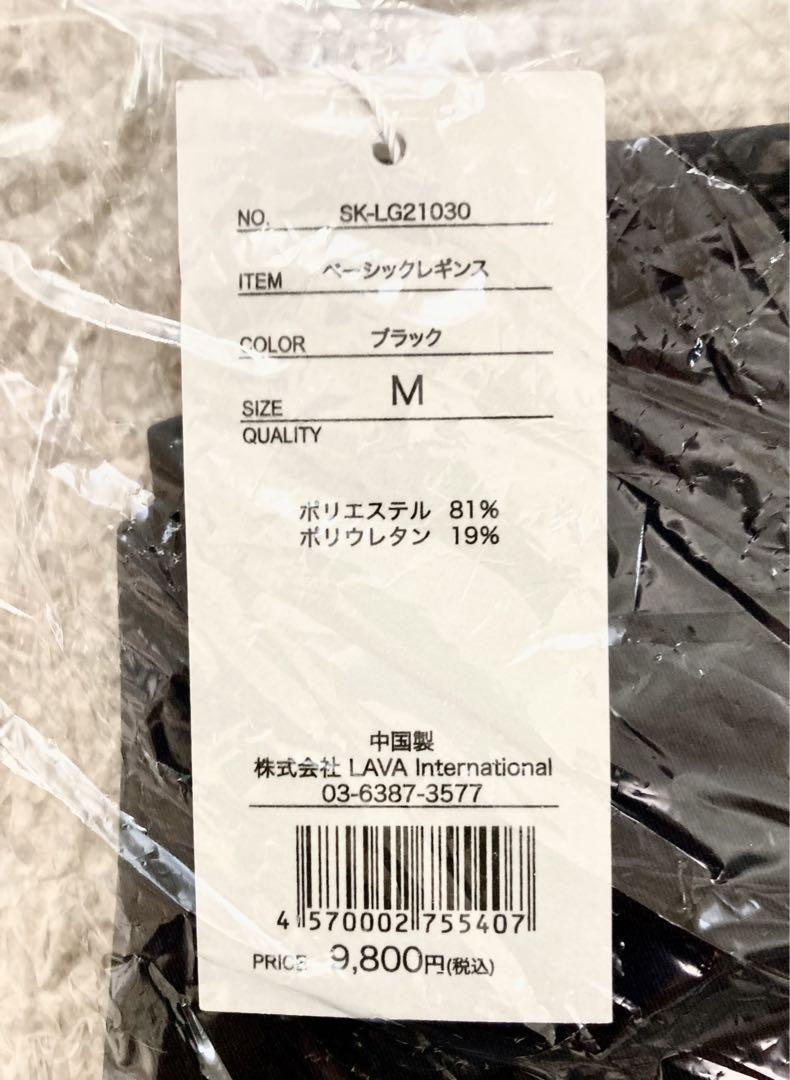 NO. SK-LG21030
ITEM ベーシックレギンス
COLOR ブラック
SIZE M
QUALITY
ポリエステル 81%
ポリウレタン 19%
中国製
株式会社 LAVA International
03-6387-3577
4 570002 755407
PRICE 9,800円(税込)